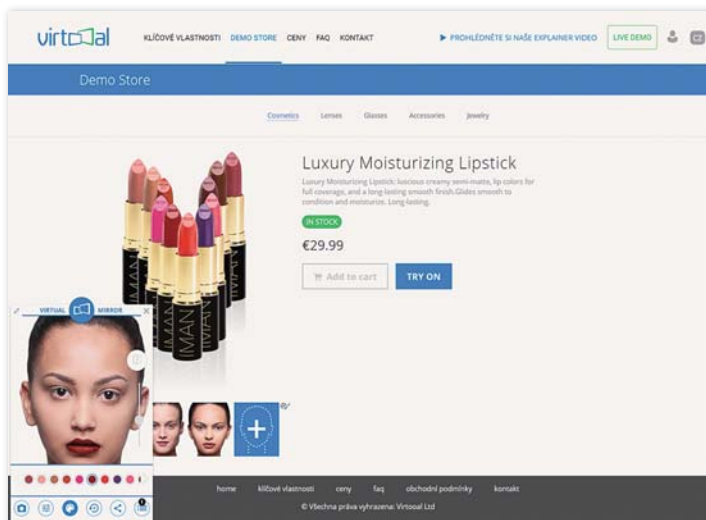 virtooal
KLÍČOVÉ VLASTNOSTI DEMO STORE CENY FAQ KONTAKT
PROHLÉDNĚTE SI NAŠE EXPLAINER VIDEO
LIVE DEMO
CZ
Demo Store
Cosmetics Lenses Glasses Accessories Jewelry
Luxury Moisturizing Lipstick
Luxury Moisturizing Lipstick: luscious creamy semi-matte, lip colors for
full coverage, and a long-lasting smooth finish.Glides smooth to
condition and moisturize. Long-lasting.
IN STOCK
€29.99
Add to cart
TRY ON
IMAN
IMAN
IMAN
VIRTUAL MIRROR
home klíčové vlastnosti ceny faq obchodní podmínky kontakt
© Všechna práva vyhrazena: Virtooal Ltd